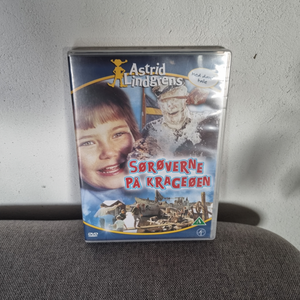 Astrid
Lindgrens
SØRØVERNE
PÅ KRAGEØEN
DVD